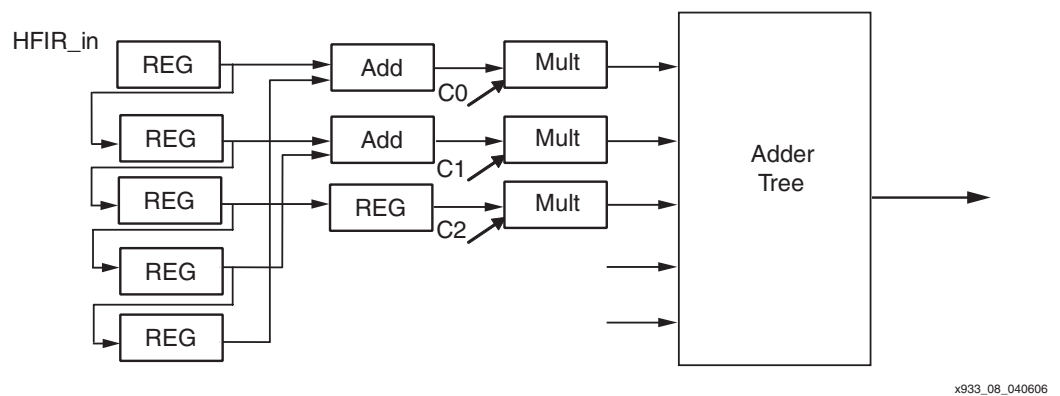 HFIR_in
REG
Add
Mult
C0
REG
Add
Mult
C1
Adder
Tree
REG
REG
Mult
C2
REG
REG
x933_08_040606